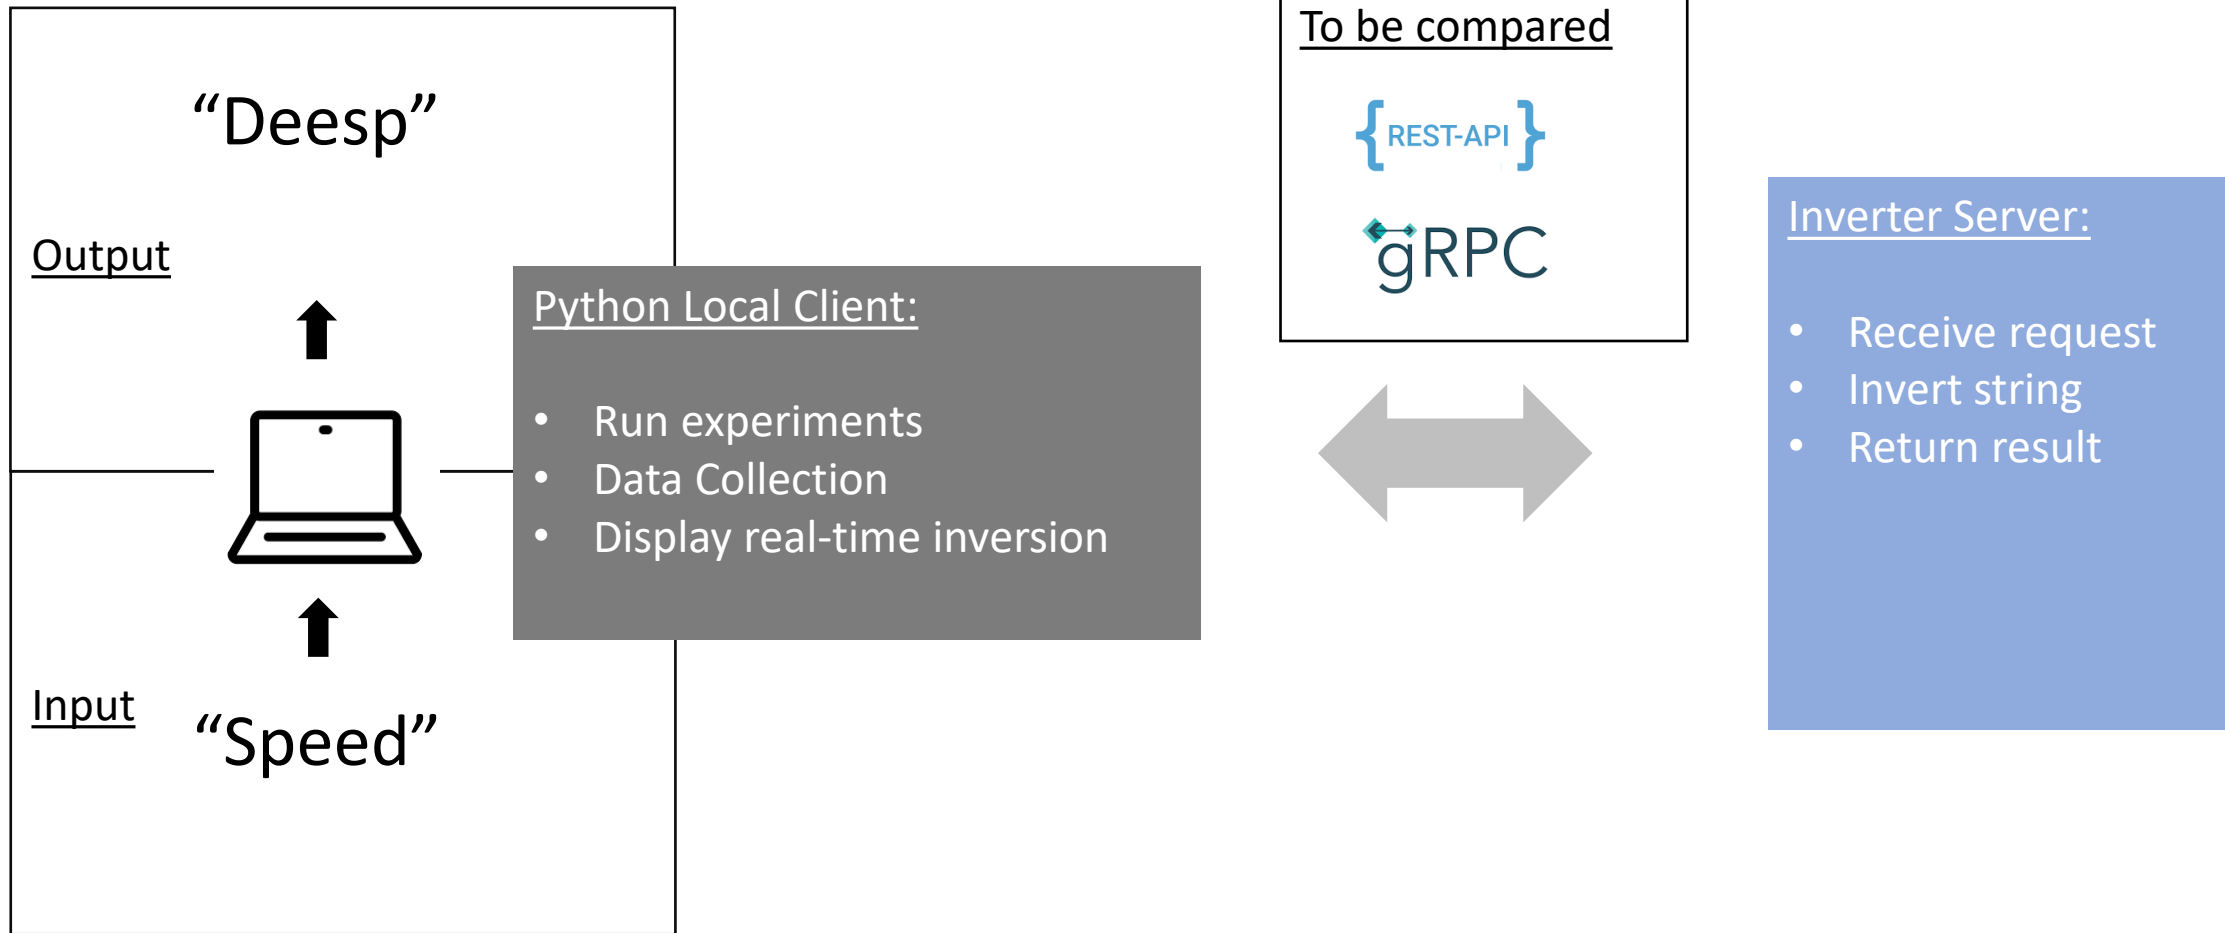 “Deesp”
Output
Input
“Speed”
Python Local Client:
• Run experiments
• Data Collection
• Display real-time inversion
To be compared
{REST-API}
gRPC
Inverter Server:
• Receive request
• Invert string
• Return result